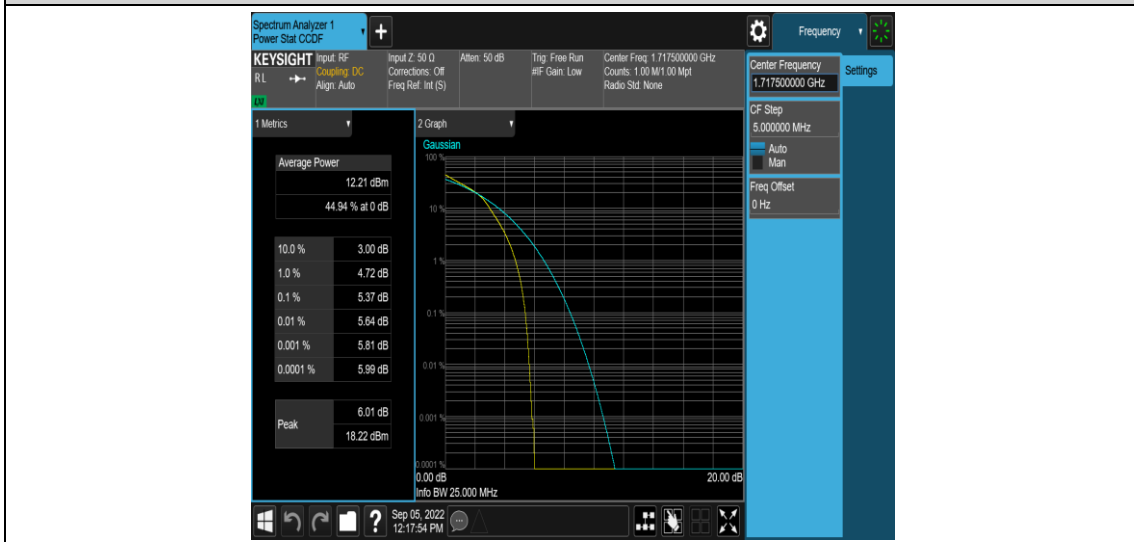 Spectrum Analyzer 1
Power Stat CCDF
+
Frequency
KEYSIGHT
RL
LXI
Input: RF
Coupling: DC
Align: Auto
Input Z: 50 Ω
Corrections: Off
Freq Ref: Int (S)
Atten: 50 dB
Trig: Free Run
#IF Gain: Low
Center Freq: 1.717500000 GHz
Counts: 1.00 M/1.00 Mpt
Radio Std: None
Center Frequency
1.717500000 GHz
Settings
CF Step
5.000000 MHz
Auto
Man
Freq Offset
0 Hz
1 Metrics
Average Power
12.21 dBm
44.94 % at 0 dB
10.0 % 3.00 dB
1.0 % 4.72 dB
0.1 % 5.37 dB
0.01 % 5.64 dB
0.001 % 5.81 dB
0.0001 % 5.99 dB
Peak
6.01 dB
18.22 dBm
2 Graph
Gaussian
100 %
10 %
1 %
0.1 %
0.01 %
0.001 %
0.0001 %
0.00 dB 20.00 dB
Info BW 25.000 MHz
?
Sep 05, 2022
12:17:54 PM